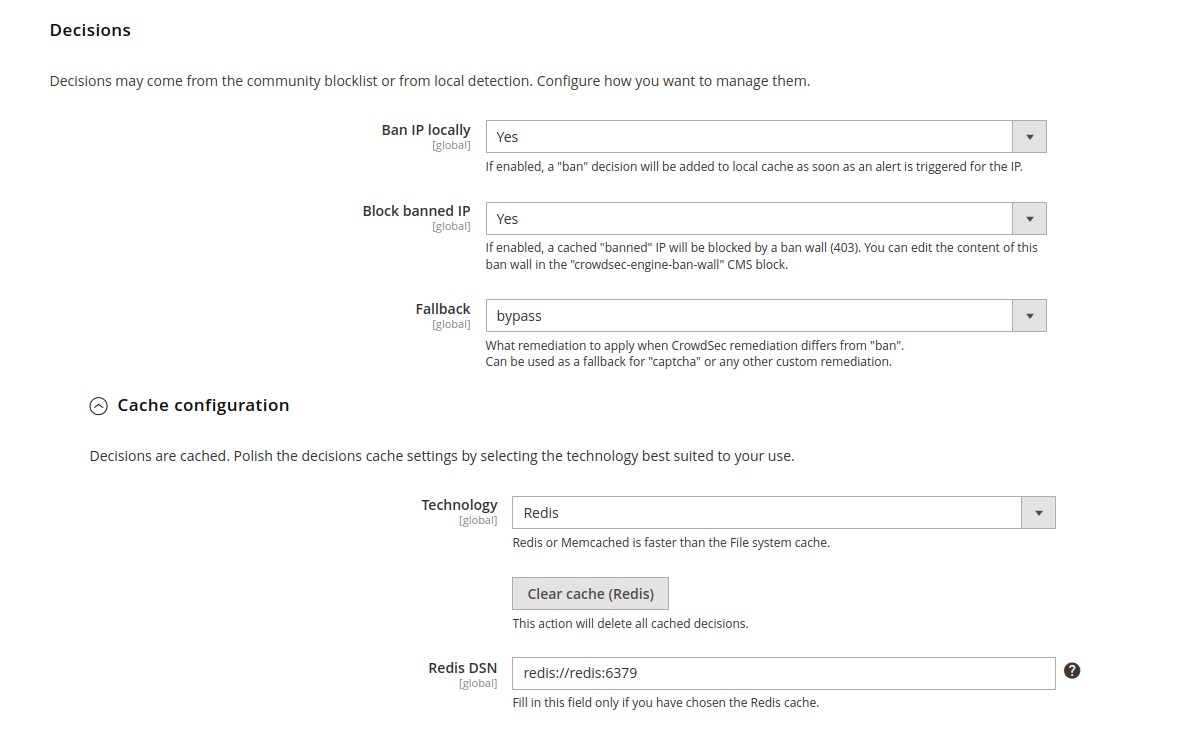 Decisions
Decisions may come from the community blocklist or from local detection. Configure how you want to manage them.
Ban IP locally
[global]
Yes
If enabled, a "ban" decision will be added to local cache as soon as an alert is triggered for the IP.
Block banned IP
[global]
Yes
If enabled, a cached "banned" IP will be blocked by a ban wall (403). You can edit the content of this
ban wall in the "crowdsec-engine-ban-wall" CMS block.
Fallback
[global]
bypass
What remediation to apply when CrowdSec remediation differs from "ban".
Can be used as a fallback for "captcha" or any other custom remediation.
Cache configuration
Decisions are cached. Polish the decisions cache settings by selecting the technology best suited to your use.
Technology
[global]
Redis
Redis or Memcached is faster than the File system cache.
Clear cache (Redis)
This action will delete all cached decisions.
Redis DSN
[global]
redis://redis:6379
?
Fill in this field only if you have chosen the Redis cache.